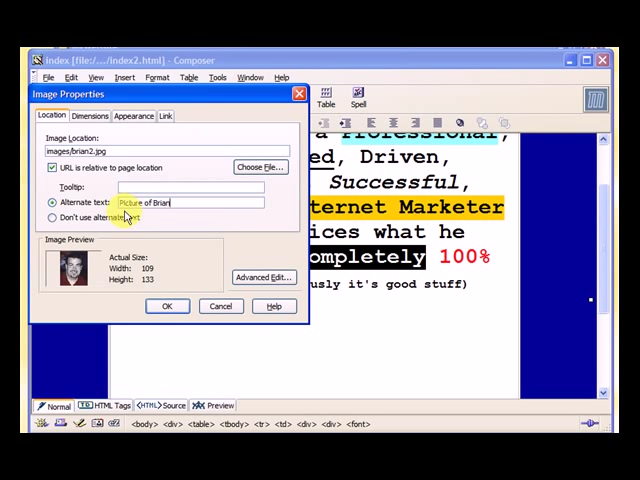 index [file:/.../index2.html] - Composer
File Edit View Insert Format Table Tools Window Help
Image Properties
Table Spell
Location Dimensions Appearance Link
Image Location:
images/brian2.jpg
URL is relative to page location Choose File...
Tooltip:
Alternate text: Picture of Brian
Don't use alternate text
Image Preview
Actual Size:
Width: 109
Height: 133
Advanced Edit...
OK Cancel Help
a Professional,
ed, Driven,
Successful,
ternet Marketer
ices what he
ompletely 100%
ously it's good stuff)
Normal HTML Tags <HTML> Source Preview
<body> <div> <table> <tbody> <tr> <td> <div> <div> <font>